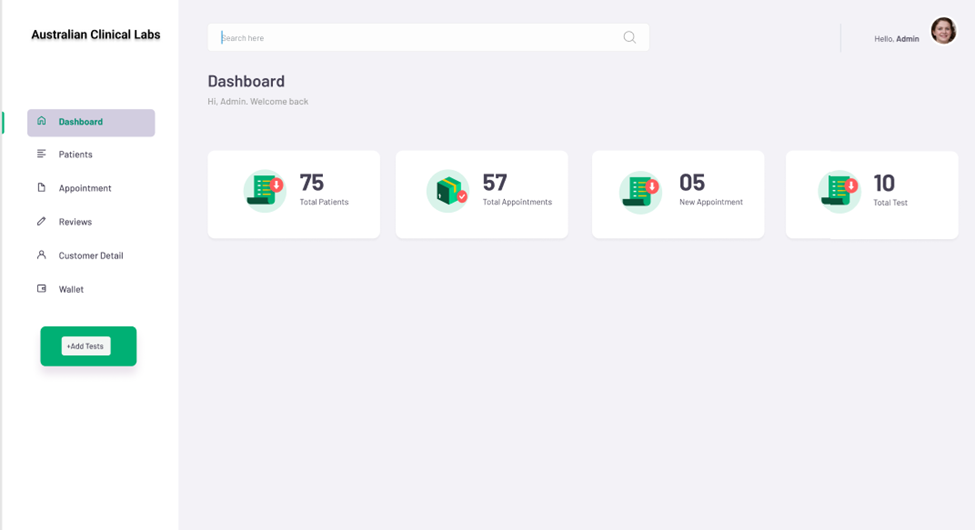 Australian Clinical Labs
Search here
Hello, Admin
Dashboard
Hi, Admin. Welcome back
Dashboard
Patients
Appointment
Reviews
Customer Detail
Wallet
+Add Tests
75
Total Patients
57
Total Appointments
05
New Appointment
10
Total Test